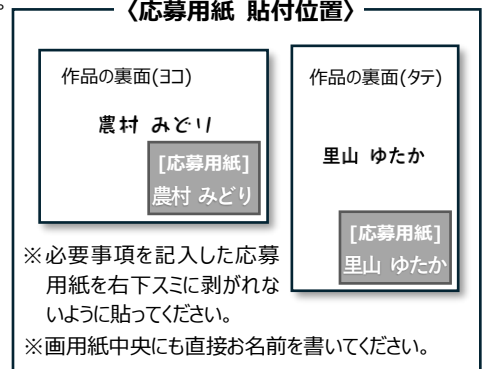 。
〈応募用紙 貼付位置〉
作品の裏面(ヨコ)
農村 みどり
[応募用紙]
農村 みどり
作品の裏面(タテ)
里山 ゆたか
[応募用紙]
里山 ゆたか
※必要事項を記入した応募
用紙を右下スミに剥がれな
いように貼ってください。
※画用紙中央にも直接お名前を書いてください。